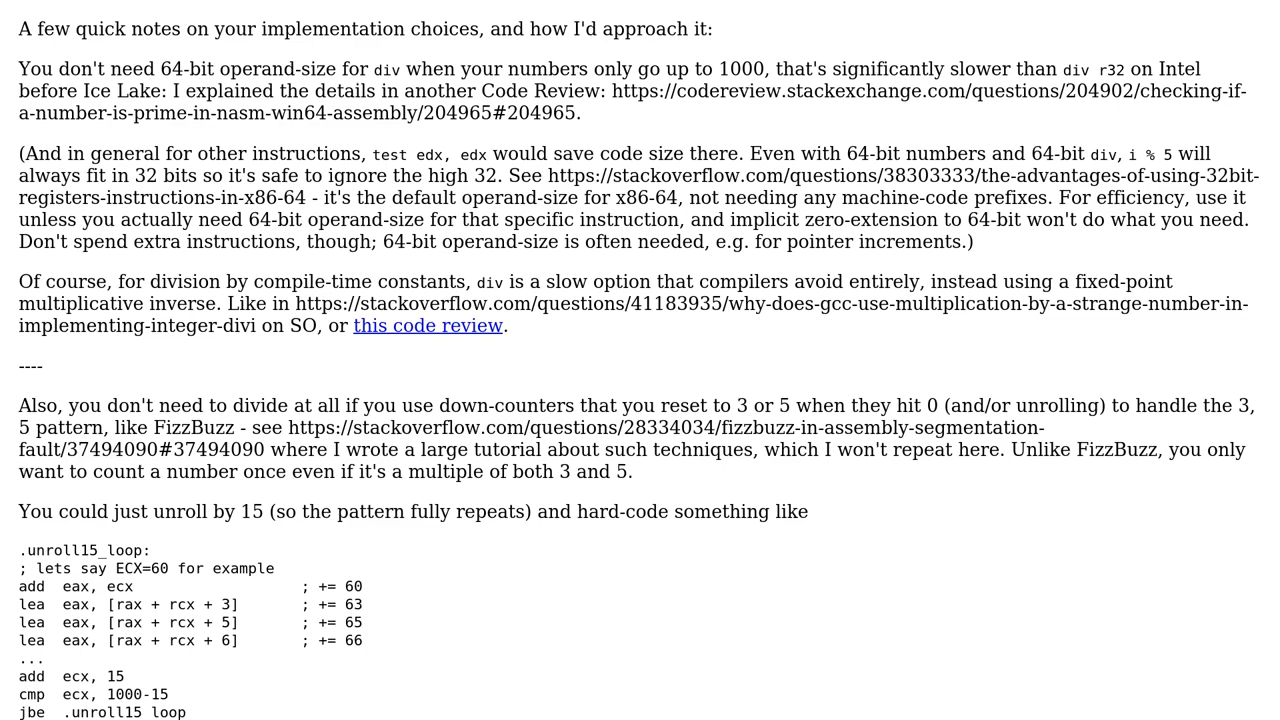 A few quick notes on your implementation choices, and how I'd approach it:
You don't need 64-bit operand-size for div when your numbers only go up to 1000, that's significantly slower than div r32 on Intel
before Ice Lake: I explained the details in another Code Review: https://codereview.stackexchange.com/questions/204902/checking-if-
a-number-is-prime-in-nasm-win64-assembly/204965#204965.
(And in general for other instructions, test edx, edx would save code size there. Even with 64-bit numbers and 64-bit div, i % 5 will
always fit in 32 bits so it's safe to ignore the high 32. See https://stackoverflow.com/questions/38303333/the-advantages-of-using-32bit-
registers-instructions-in-x86-64 - it's the default operand-size for x86-64, not needing any machine-code prefixes. For efficiency, use it
unless you actually need 64-bit operand-size for that specific instruction, and implicit zero-extension to 64-bit won't do what you need.
Don't spend extra instructions, though; 64-bit operand-size is often needed, e.g. for pointer increments.)
Of course, for division by compile-time constants, div is a slow option that compilers avoid entirely, instead using a fixed-point
multiplicative inverse. Like in https://stackoverflow.com/questions/41183935/why-does-gcc-use-multiplication-by-a-strange-number-in-
implementing-integer-divi on SO, or this code review.
----
Also, you don't need to divide at all if you use down-counters that you reset to 3 or 5 when they hit 0 (and/or unrolling) to handle the 3,
5 pattern, like FizzBuzz - see https://stackoverflow.com/questions/28334034/fizzbuzz-in-assembly-segmentation-
fault/37494090#37494090 where I wrote a large tutorial about such techniques, which I won't repeat here. Unlike FizzBuzz, you only
want to count a number once even if it's a multiple of both 3 and 5.
You could just unroll by 15 (so the pattern fully repeats) and hard-code something like
.unroll15_loop:
; lets say ECX=60 for example
add  eax, ecx                   ; += 60
lea  eax, [rax + rcx + 3]       ; += 63
lea  eax, [rax + rcx + 5]       ; += 65
lea  eax, [rax + rcx + 6]       ; += 66
...
add  ecx, 15
cmp  ecx, 1000-15
jbe  .unroll15_loop